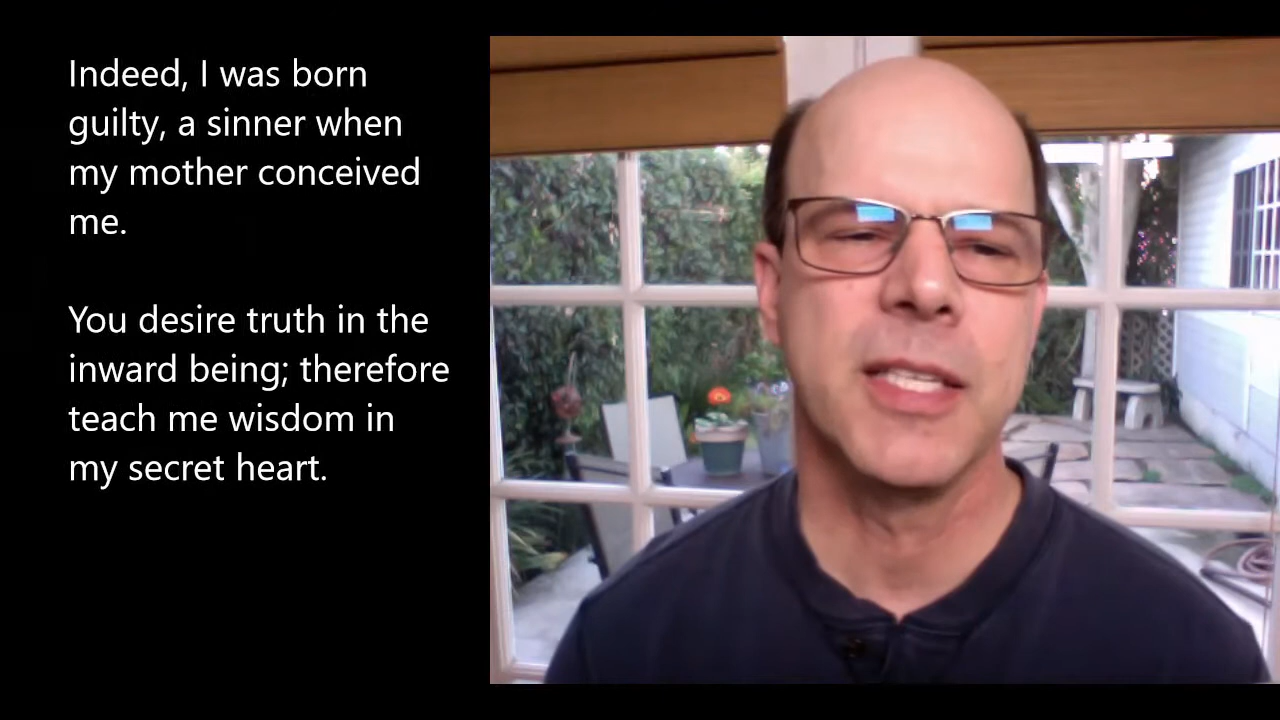 Indeed, I was born
guilty, a sinner when
my mother conceived
me.
You desire truth in the
inward being; therefore
teach me wisdom in
my secret heart.